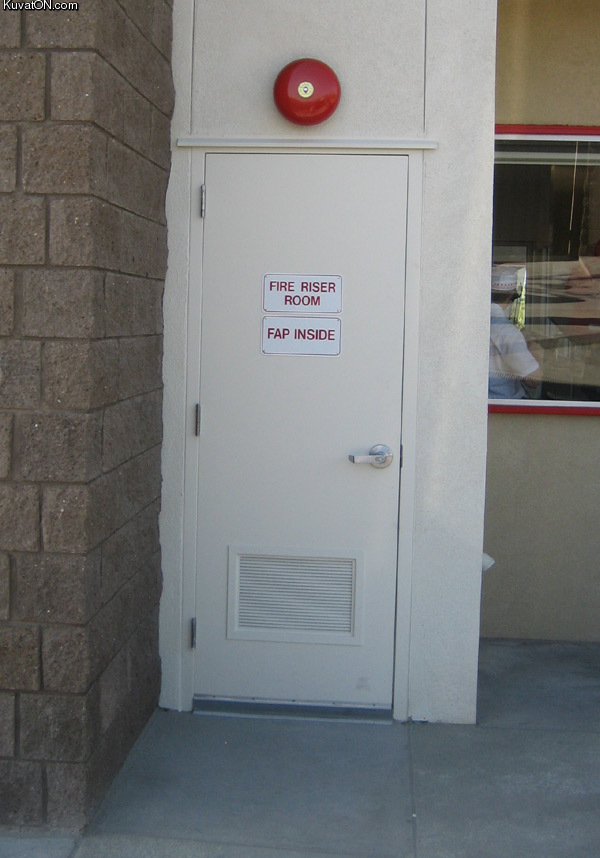 KuvatON.com
FIRE RISER
ROOM
FAP INSIDE